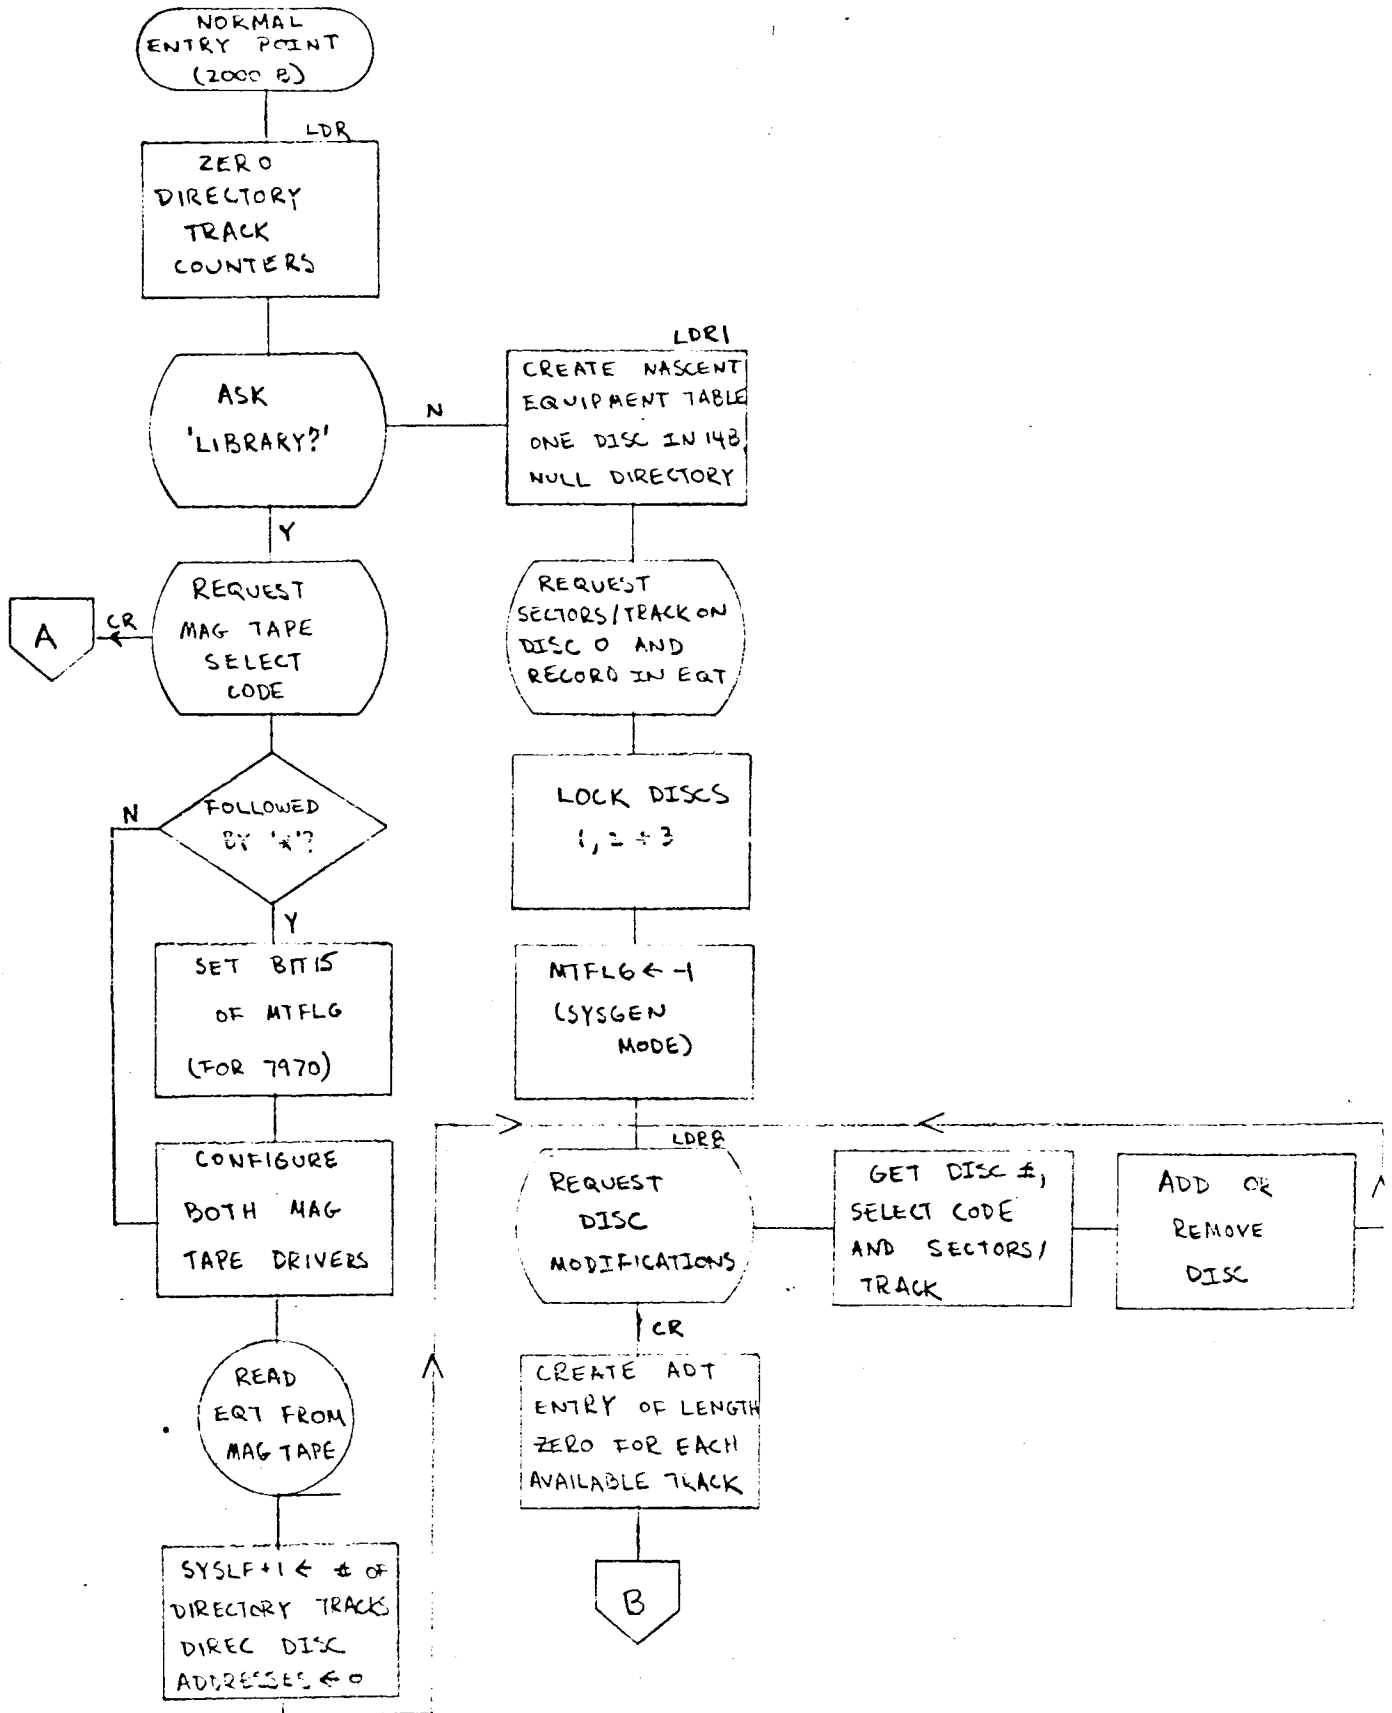 NORMAL
ENTRY POINT
(2000 B)
LDR
ZERO
DIRECTORY
TRACK
COUNTERS
ASK
'LIBRARY?'
N
Y
LDR1
CREATE NASCENT
EQUIPMENT TABLE
ONE DISC IN 14B,
NULL DIRECTORY
REQUEST
MAG TAPE
SELECT
CODE
CR
A
REQUEST
SECTORS/TRACK ON
DISC 0 AND
RECORD IN EQT
FOLLOWED
BY '*'?
N
Y
LOCK DISCS
1, 2 + 3
SET BIT 15
OF MTFLG
(FOR 7970)
MTFLG ← -1
(SYSGEN
MODE)
CONFIGURE
BOTH MAG
TAPE DRIVERS
LDR8
REQUEST
DISC
MODIFICATIONS
GET DISC #,
SELECT CODE
AND SECTORS/
TRACK
ADD OR
REMOVE
DISC
CR
READ
EQT FROM
MAG TAPE
CREATE ADT
ENTRY OF LENGTH
ZERO FOR EACH
AVAILABLE TRACK
SYSLF+1 ← # OF
DIRECTORY TRACKS
DIREC DISC
ADDRESSES ← 0
B